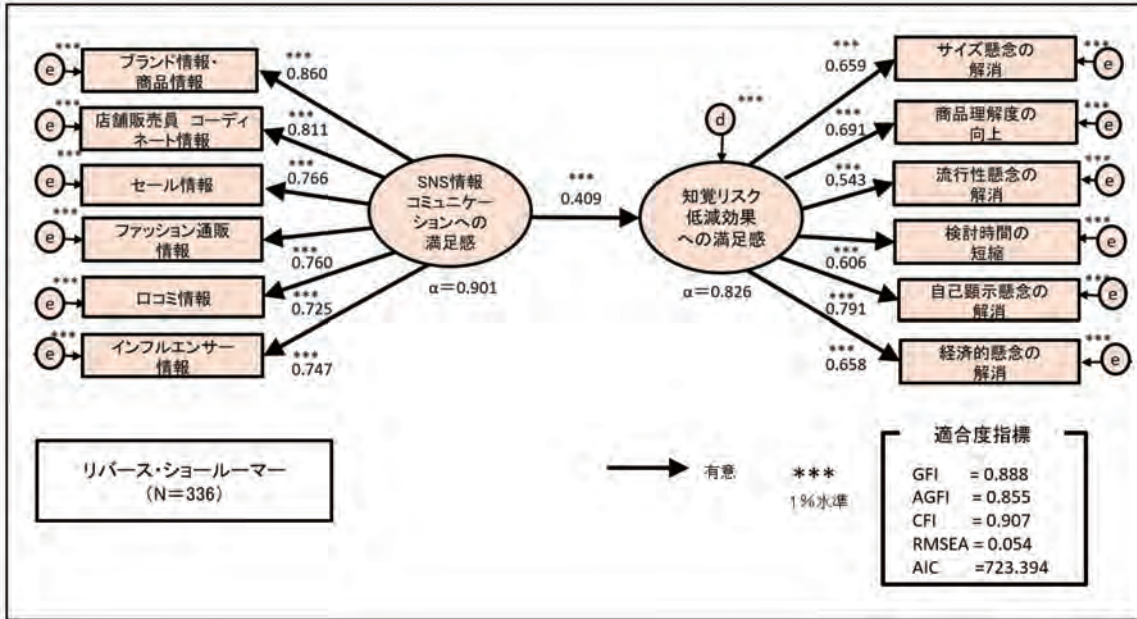 ***
e
ブランド情報・
商品情報
***
0.860
***
e
店舗販売員 コーディ
ネート情報
***
0.811
***
e
セール情報
***
0.766
***
e
ファッション通販
情報
***
0.760
***
e
口コミ情報
***
0.725
***
e
インフルエンサー
情報
***
0.747
SNS情報
コミュニケー
ションへの
満足感
α=0.901
***
0.409
d
***
知覚リスク
低減効果
への満足感
α=0.826
***
0.659
サイズ懸念の
解消
***
e
***
0.691
商品理解度の
向上
***
e
***
0.543
流行性懸念の
解消
***
e
***
0.606
検討時間の
短縮
***
e
***
0.791
自己顕示懸念の
解消
***
e
***
0.658
経済的懸念の
解消
***
e
リバース・ショールーマー
(N=336)
有意
***
1%水準
適合度指標
GFI = 0.888
AGFI = 0.855
CFI = 0.907
RMSEA = 0.054
AIC =723.394